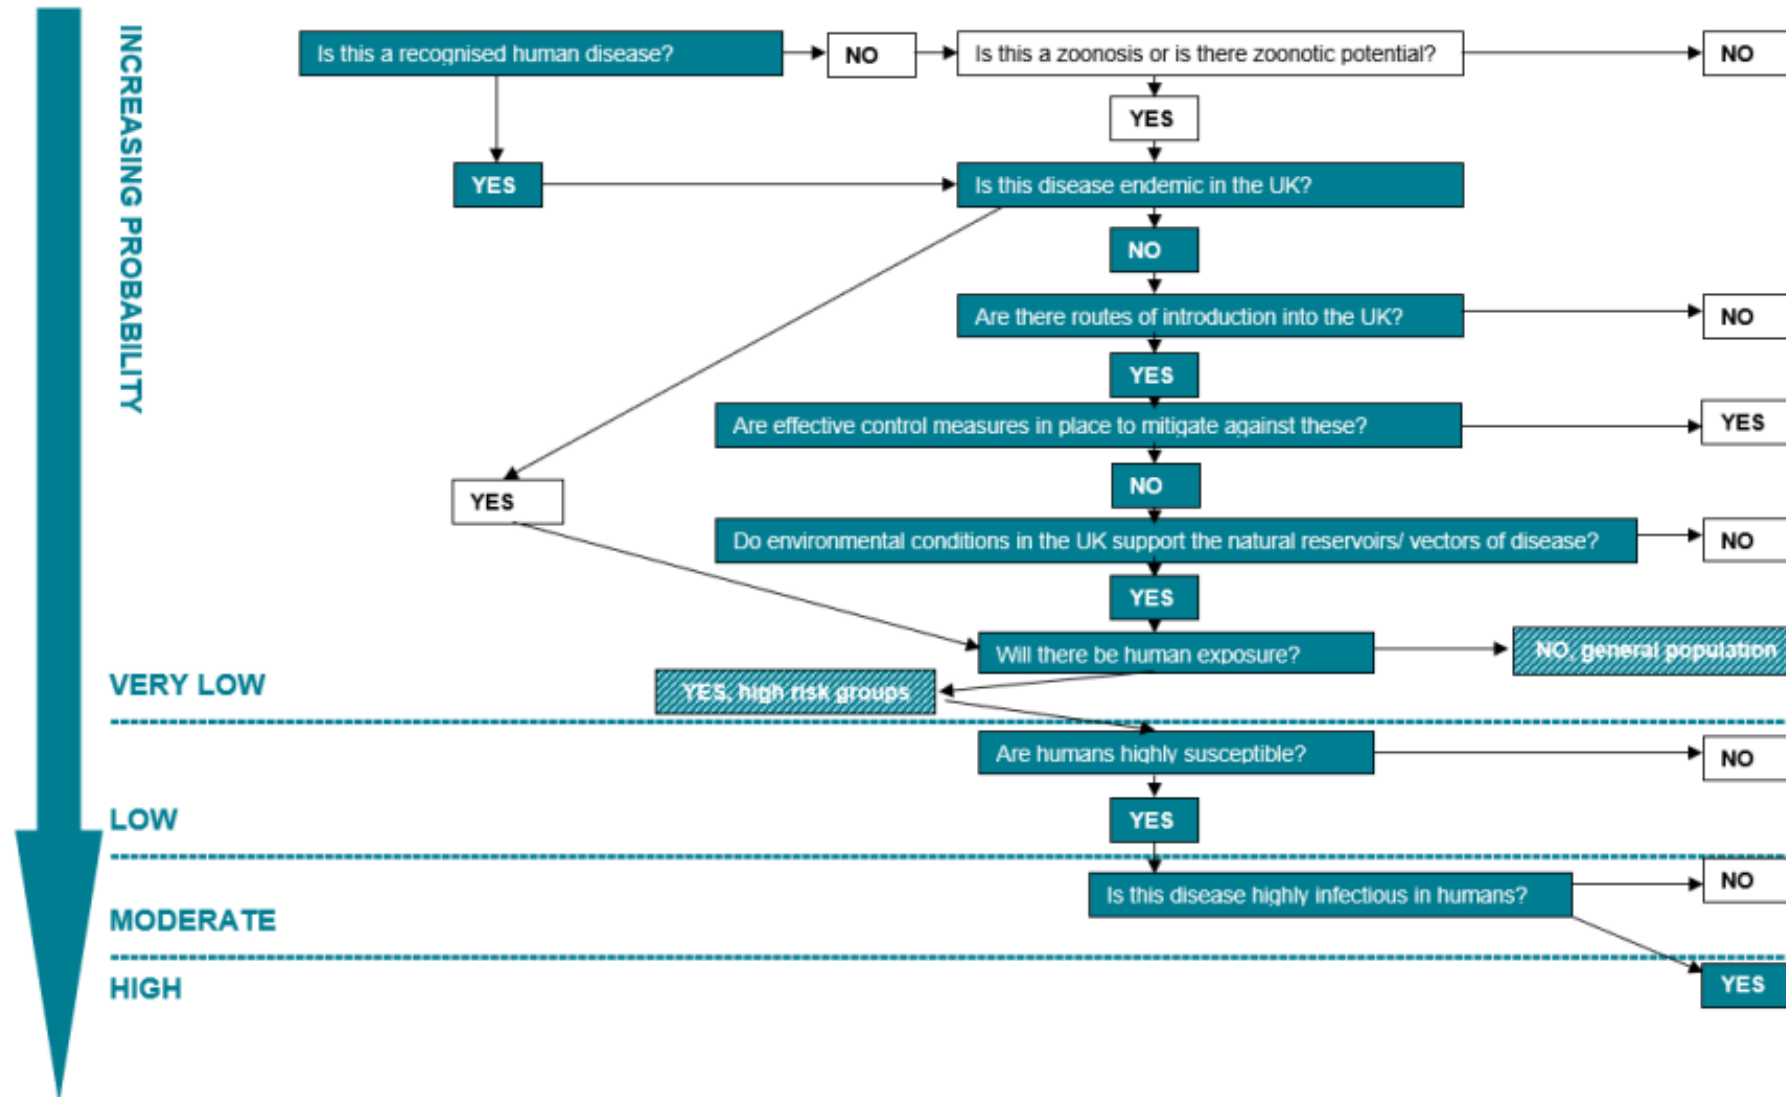 INCREASING PROBABILITY
Is this a recognised human disease?
NO
Is this a zoonosis or is there zoonotic potential?
NO
YES
YES
Is this disease endemic in the UK?
NO
Are there routes of introduction into the UK?
NO
YES
Are effective control measures in place to mitigate against these?
YES
NO
YES
Do environmental conditions in the UK support the natural reservoirs/ vectors of disease?
NO
YES
Will there be human exposure?
NO, general population
VERY LOW
YES, high risk groups
Are humans highly susceptible?
NO
LOW
YES
Is this disease highly infectious in humans?
NO
MODERATE
HIGH
YES